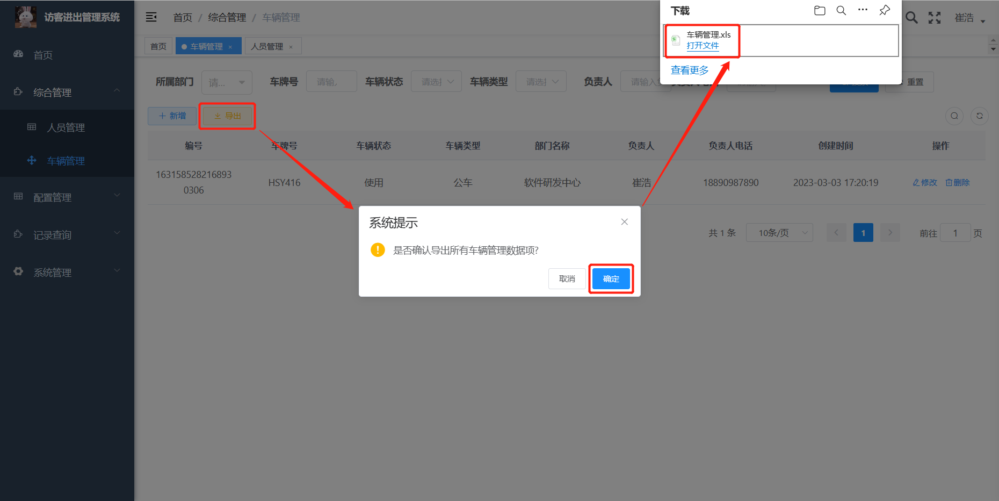 访客进出管理系统
首页
综合管理
人员管理
车辆管理
配置管理
记录查询
系统管理
首页 / 综合管理 / 车辆管理
崔浩
首页
车辆管理 ×
人员管理 ×
下载
车辆管理.xls
打开文件
查看更多
所属部门 请...
车牌号 请输
车辆状态 请选
车辆类型 请选
负责人 请输入
重置
+ 新增
导出
编号 车牌号 车辆状态 车辆类型 部门名称 负责人 负责人电话 创建时间 操作
163158528216893
0306
HSY416 使用 公车 软件研发中心 崔浩 18890987890 2023-03-03 17:20:19 修改 删除
系统提示
是否确认导出所有车辆管理数据项?
取消 确定
共 1 条 10条/页 1 前往 1 页